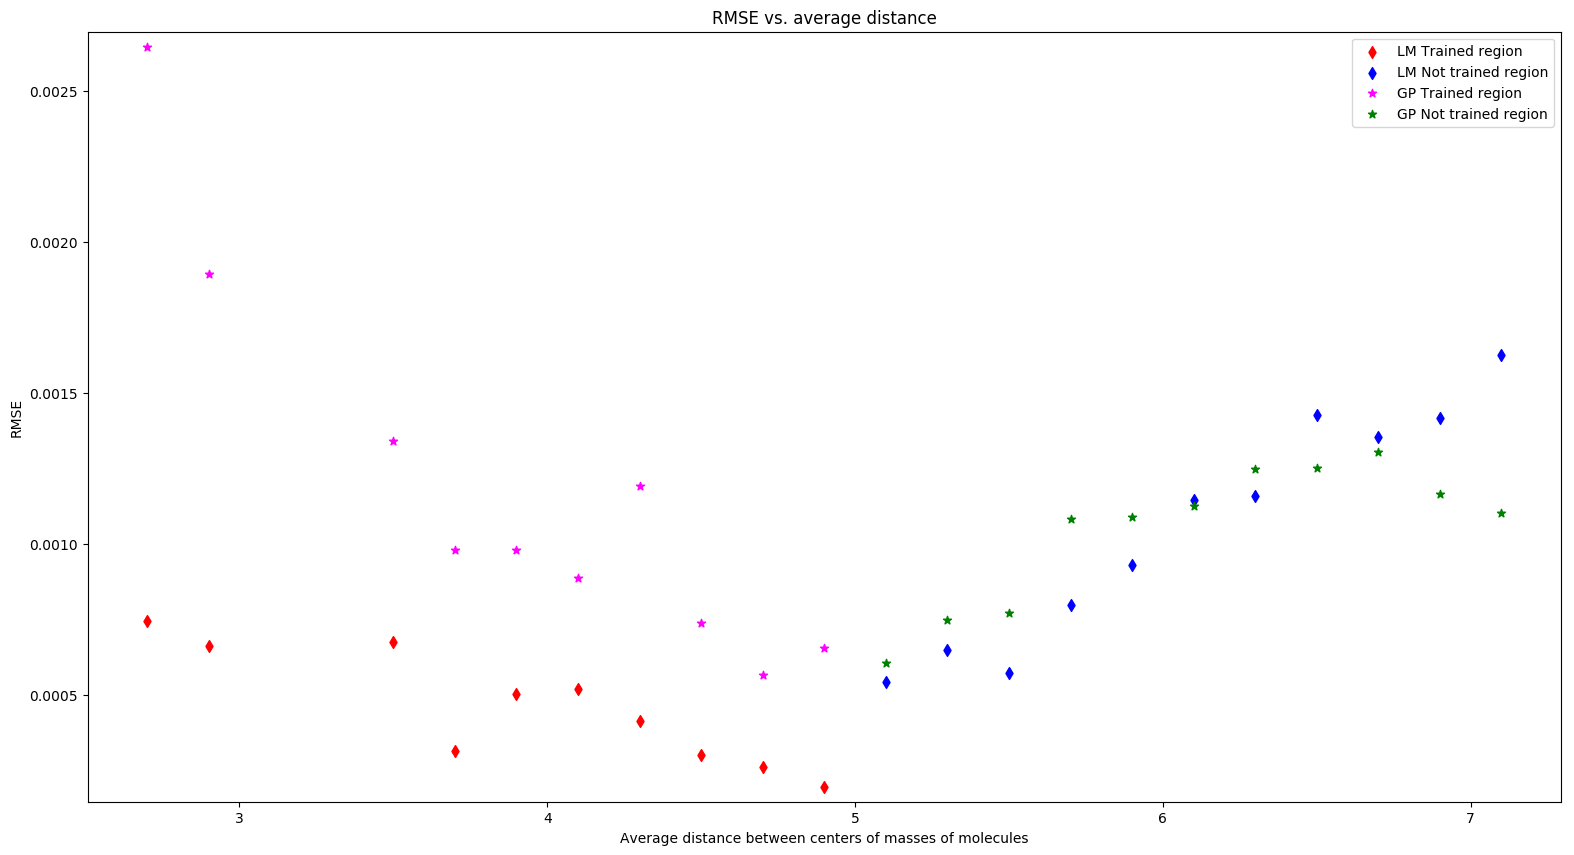 RMSE vs. average distance
LM Trained region
LM Not trained region
GP Trained region
GP Not trained region
0.0025
0.0020
0.0015
0.0010
0.0005
RMSE
3 4 5 6 7
Average distance between centers of masses of molecules